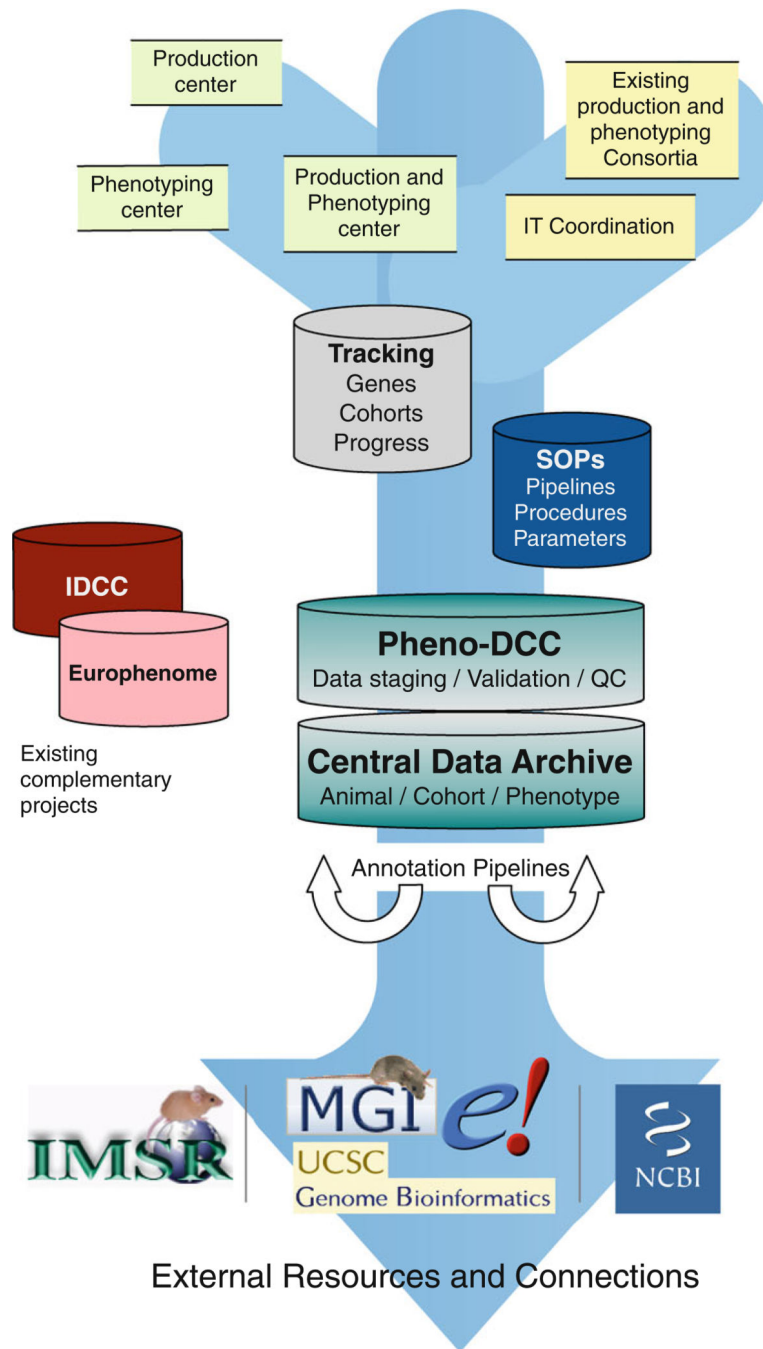 Production
center
Existing
production and
phenotyping
Consortia
Phenotyping
center
Production and
Phenotyping
center
IT Coordination
Tracking
Genes
Cohorts
Progress
SOPs
Pipelines
Procedures
Parameters
IDCC
Europhenome
Existing
complementary
projects
Pheno-DCC
Data staging / Validation / QC
Central Data Archive
Animal / Cohort / Phenotype
Annotation Pipelines
IMSR
MGI
e!
UCSC
Genome Bioinformatics
NCBI
External Resources and Connections